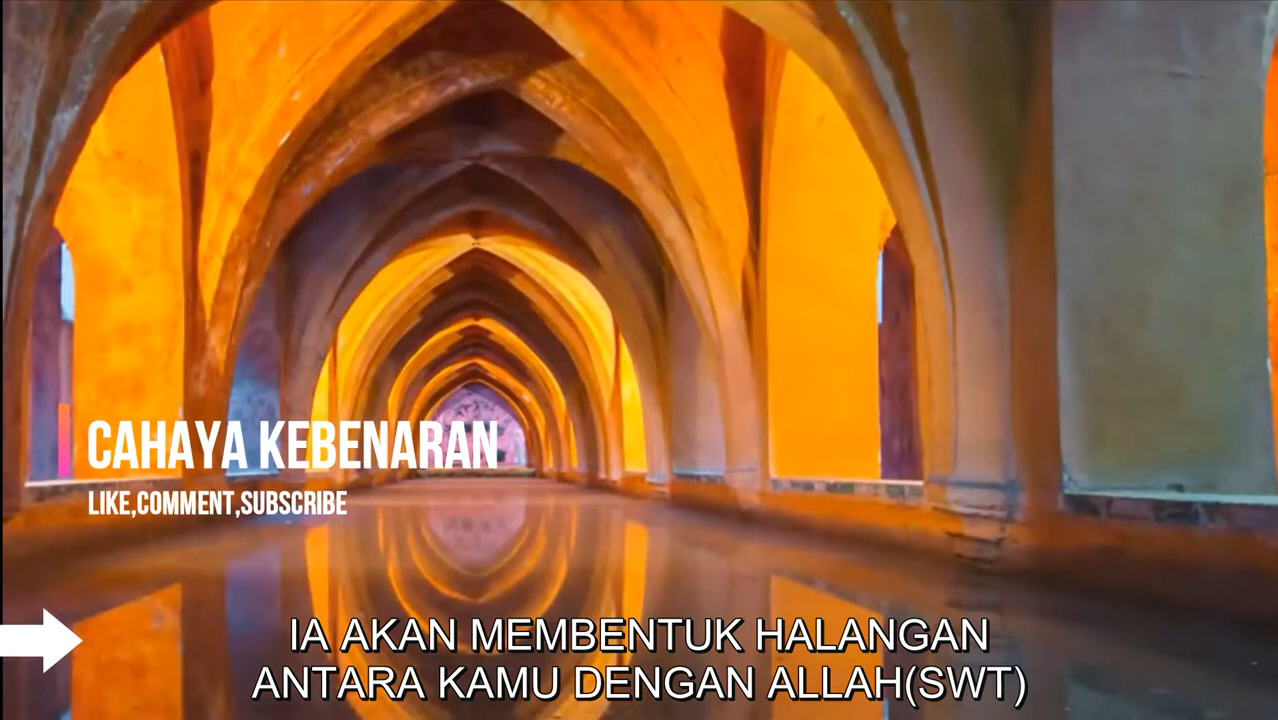 CAHAYA KEBENARAN
LIKE,COMMENT,SUBSCRIBE
IA AKAN MEMBENTUK HALANGAN
ANTARA KAMU DENGAN ALLAH(SWT)